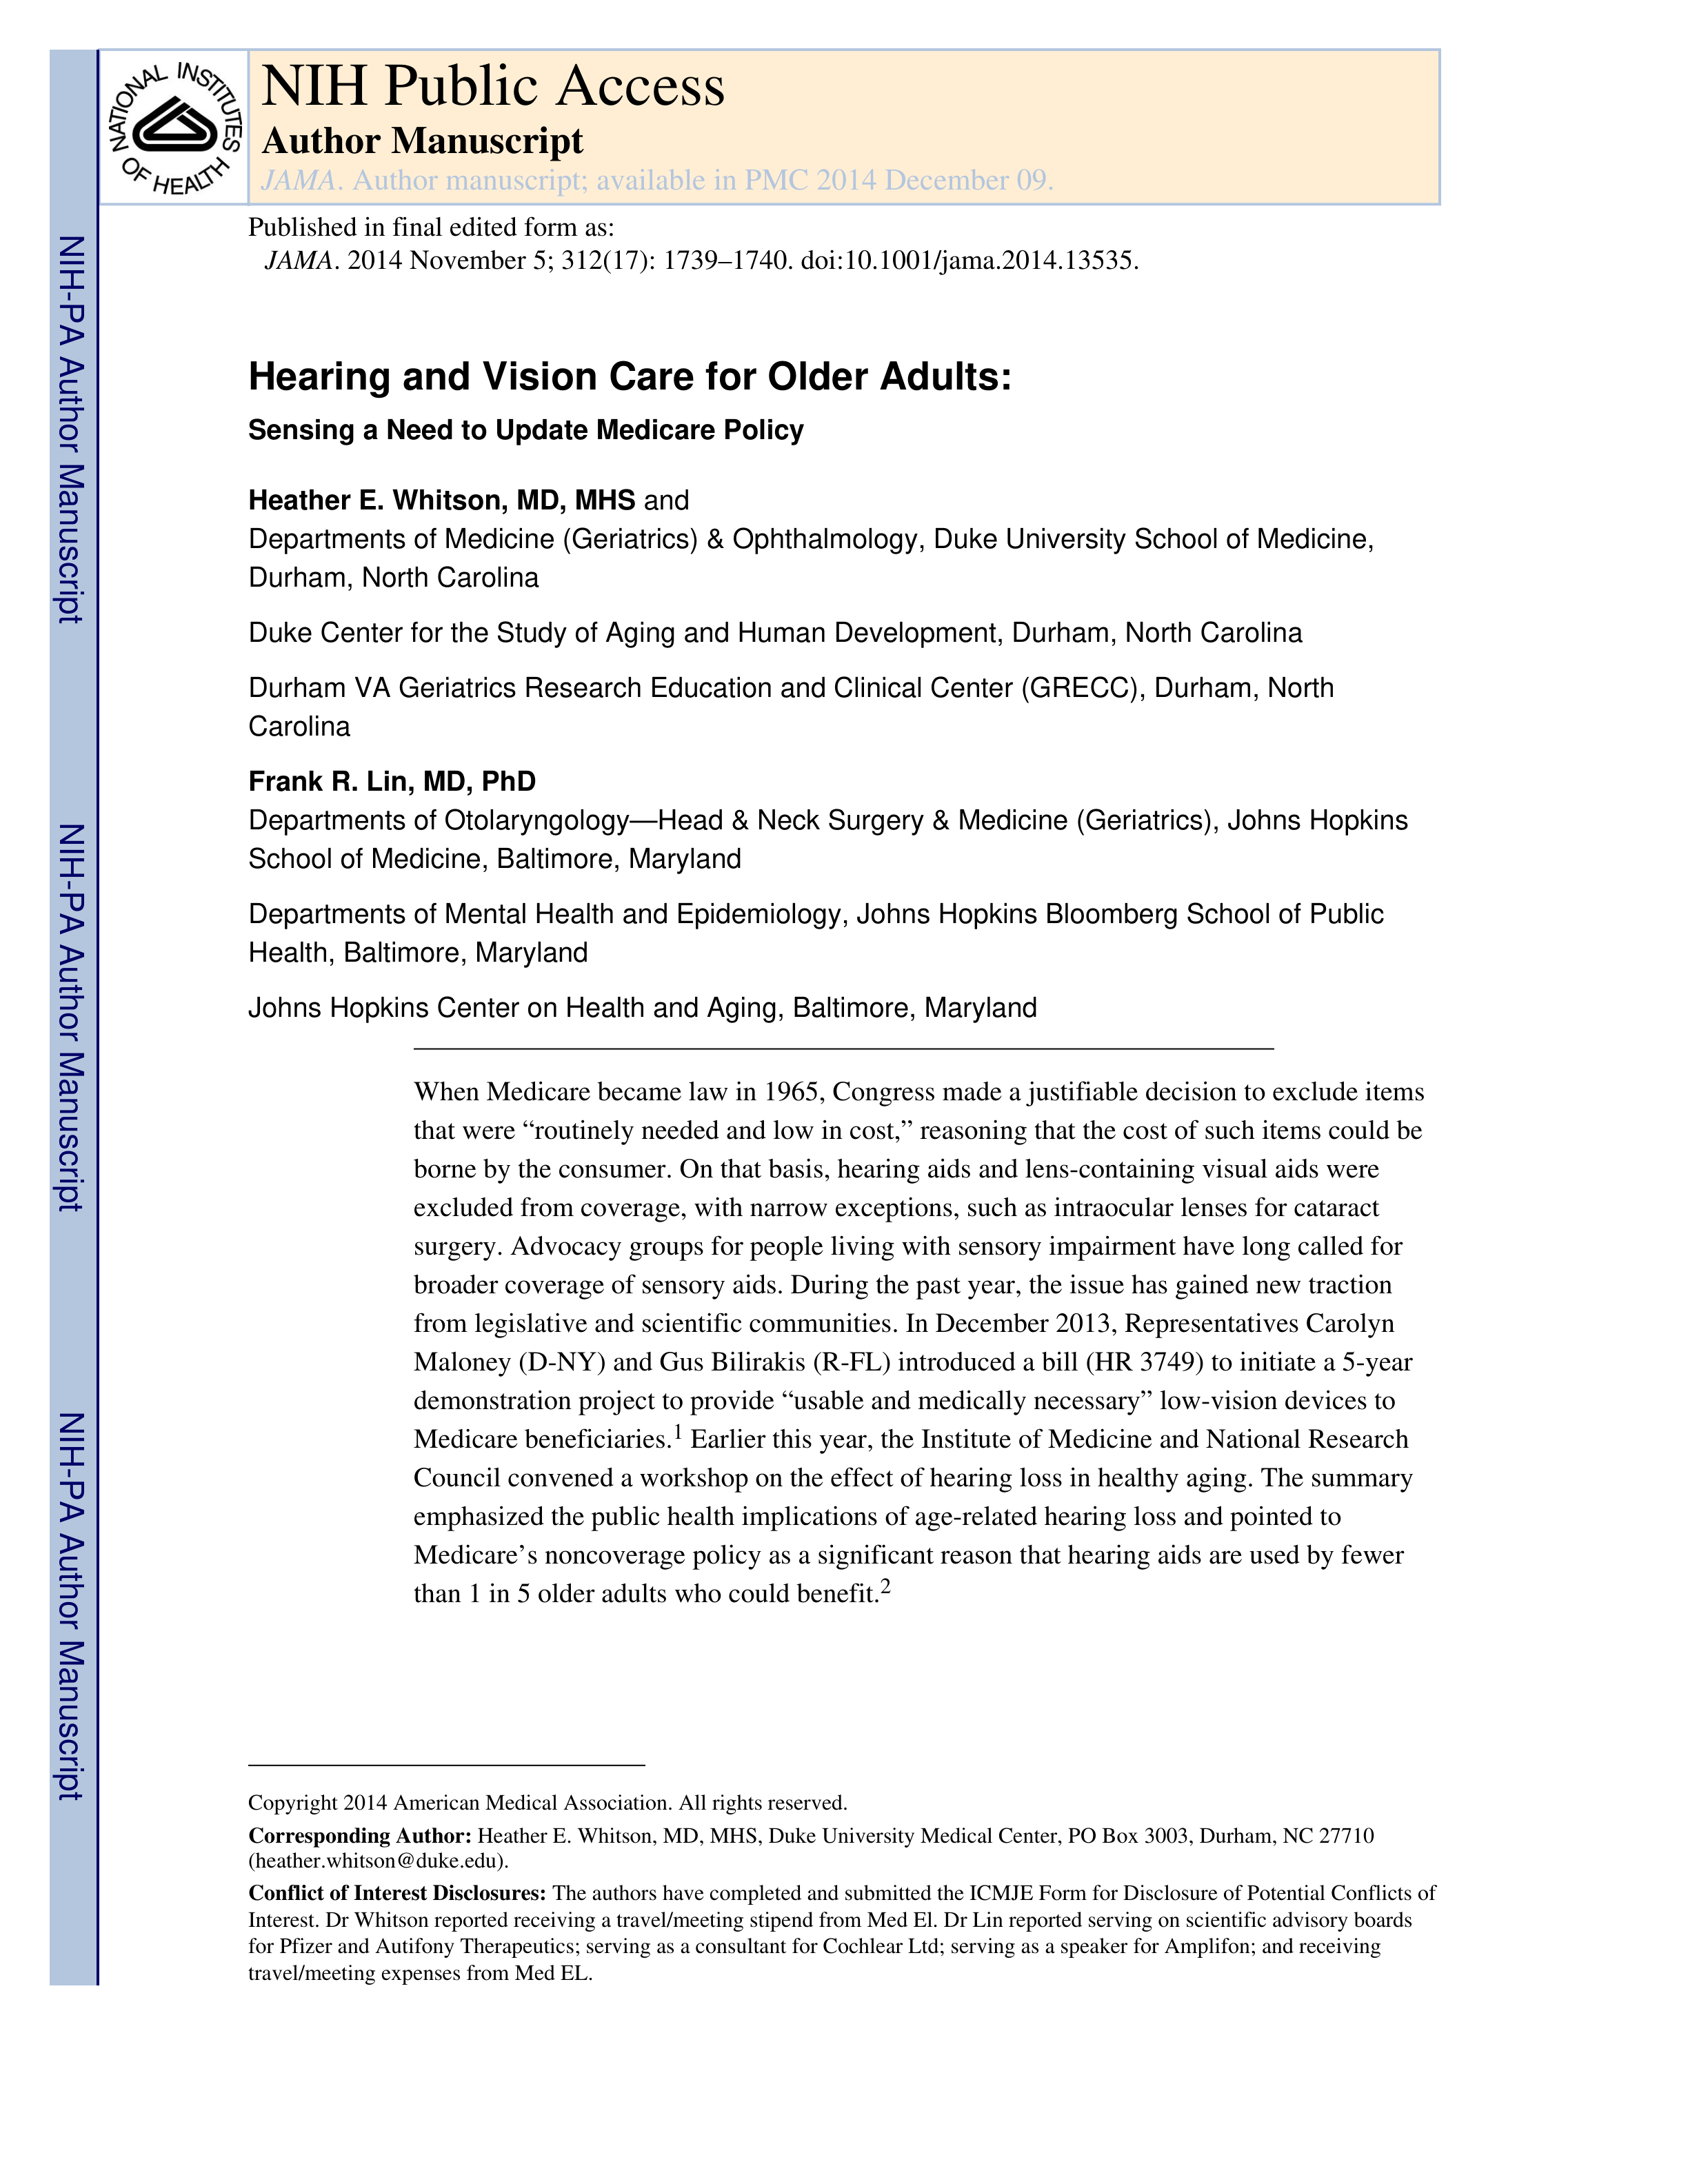 NATIONAL INSTITUTES OF HEALTH
NIH Public Access
Author Manuscript
JAMA. Author manuscript; available in PMC 2014 December 09.
Published in final edited form as:
JAMA. 2014 November 5; 312(17): 1739–1740. doi:10.1001/jama.2014.13535.
Hearing and Vision Care for Older Adults:
Sensing a Need to Update Medicare Policy
Heather E. Whitson, MD, MHS and
Departments of Medicine (Geriatrics) & Ophthalmology, Duke University School of Medicine,
Durham, North Carolina
Duke Center for the Study of Aging and Human Development, Durham, North Carolina
Durham VA Geriatrics Research Education and Clinical Center (GRECC), Durham, North
Carolina
Frank R. Lin, MD, PhD
Departments of Otolaryngology—Head & Neck Surgery & Medicine (Geriatrics), Johns Hopkins
School of Medicine, Baltimore, Maryland
Departments of Mental Health and Epidemiology, Johns Hopkins Bloomberg School of Public
Health, Baltimore, Maryland
Johns Hopkins Center on Health and Aging, Baltimore, Maryland
When Medicare became law in 1965, Congress made a justifiable decision to exclude items
that were “routinely needed and low in cost,” reasoning that the cost of such items could be
borne by the consumer. On that basis, hearing aids and lens-containing visual aids were
excluded from coverage, with narrow exceptions, such as intraocular lenses for cataract
surgery. Advocacy groups for people living with sensory impairment have long called for
broader coverage of sensory aids. During the past year, the issue has gained new traction
from legislative and scientific communities. In December 2013, Representatives Carolyn
Maloney (D-NY) and Gus Bilirakis (R-FL) introduced a bill (HR 3749) to initiate a 5-year
demonstration project to provide “usable and medically necessary” low-vision devices to
Medicare beneficiaries.1 Earlier this year, the Institute of Medicine and National Research
Council convened a workshop on the effect of hearing loss in healthy aging. The summary
emphasized the public health implications of age-related hearing loss and pointed to
Medicare’s noncoverage policy as a significant reason that hearing aids are used by fewer
than 1 in 5 older adults who could benefit.2
Copyright 2014 American Medical Association. All rights reserved.
Corresponding Author: Heather E. Whitson, MD, MHS, Duke University Medical Center, PO Box 3003, Durham, NC 27710
(heather.whitson@duke.edu).
Conflict of Interest Disclosures: The authors have completed and submitted the ICMJE Form for Disclosure of Potential Conflicts of
Interest. Dr Whitson reported receiving a travel/meeting stipend from Med El. Dr Lin reported serving on scientific advisory boards
for Pfizer and Autifony Therapeutics; serving as a consultant for Cochlear Ltd; serving as a speaker for Amplifon; and receiving
travel/meeting expenses from Med EL.
NIH-PA Author Manuscript
NIH-PA Author Manuscript
NIH-PA Author Manuscript